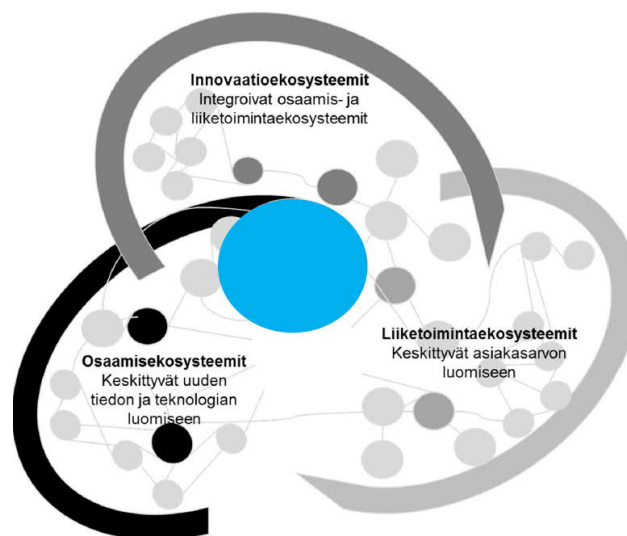 Innovaatioekosysteemit
Integroivat osaamis- ja
liiketoimintaekosysteemit
Liiketoimintaekosysteemit
Keskittyvät asiakasarvon
luomiseen
Osaamisekosysteemit
Keskittyvät uuden
tiedon ja teknologian
luomiseen